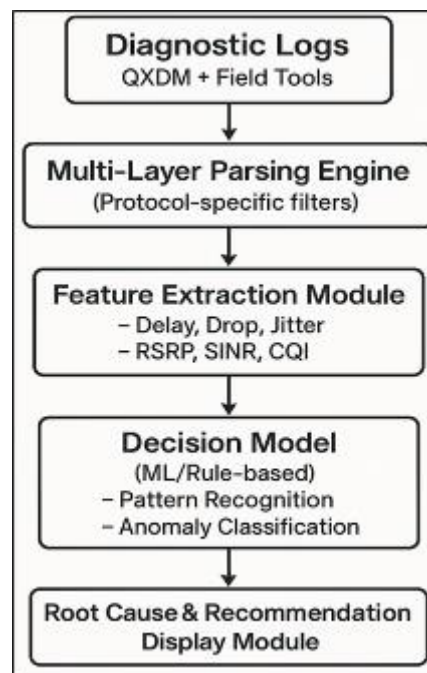 Diagnostic Logs
QXDM + Field Tools
Multi-Layer Parsing Engine
(Protocol-specific filters)
Feature Extraction Module
– Delay, Drop, Jitter
– RSRP, SINR, CQI
Decision Model
(ML/Rule-based)
– Pattern Recognition
– Anomaly Classification
Root Cause & Recommendation
Display Module